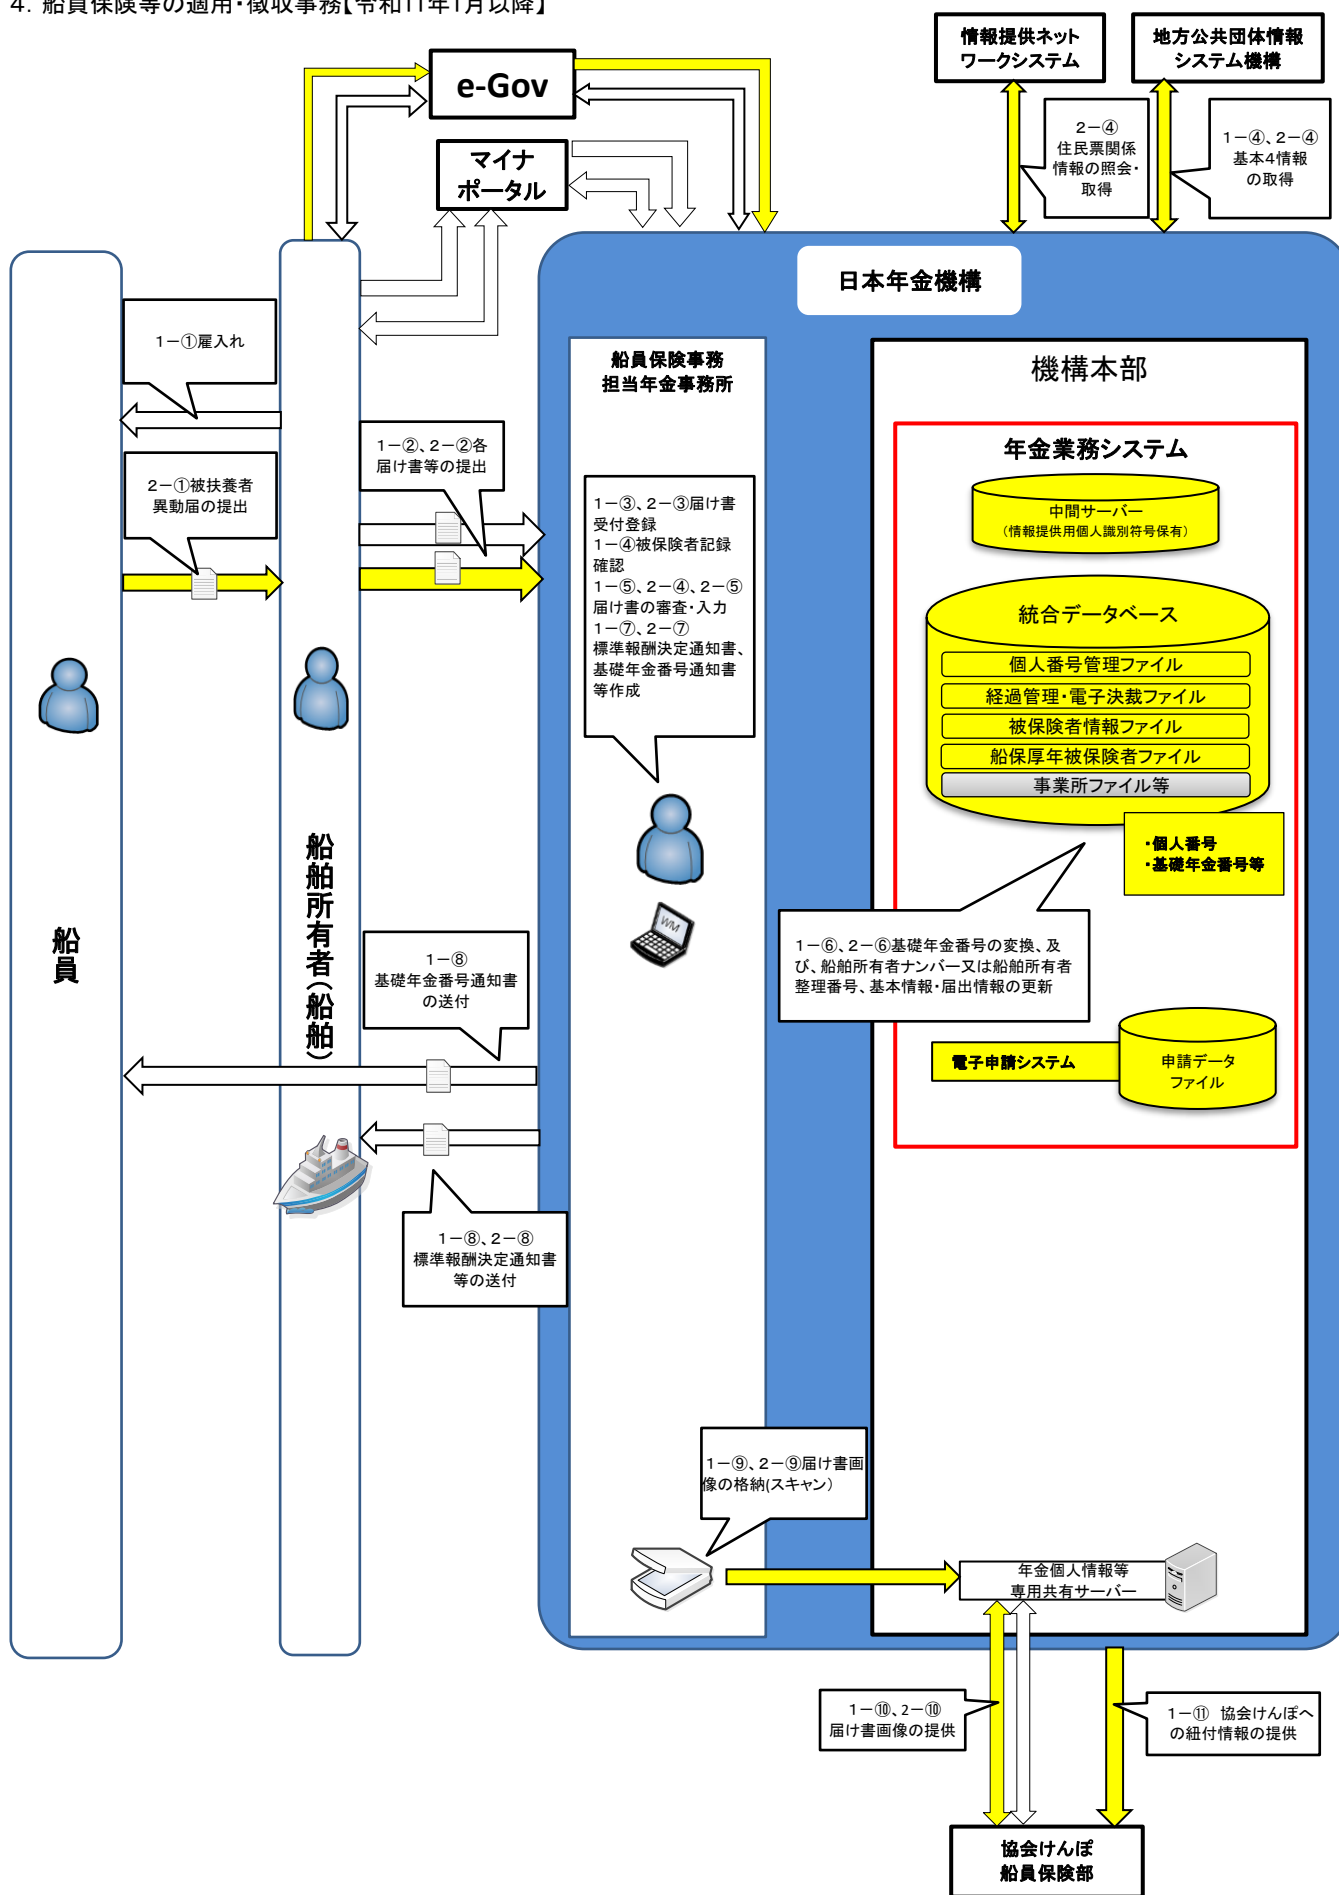 4．船員保険等の適用・徴収事務【令和11年1月以降】
情報提供ネット
ワークシステム
地方公共団体情報
システム機構
e-Gov
マイナ
ポータル
2－④
住民票関係
情報の照会・
取得
1－④、2－④
基本4情報
の取得
日本年金機構
1－①雇入れ
船員保険事務
担当年金事務所
機構本部
1－②、2－②各
届け書等の提出
2－①被扶養者
異動届の提出
年金業務システム
中間サーバー
（情報提供用個人識別符号保有）
1－③、2－③届け書
受付登録
1－④被保険者記録
確認
1－⑤、2－④、2－⑤
届け書の審査・入力
1－⑦、2－⑦
標準報酬決定通知書、
基礎年金番号通知書
等作成
統合データベース
個人番号管理ファイル
経過管理・電子決裁ファイル
被保険者情報ファイル
船保厚年被保険者ファイル
事業所ファイル等
・個人番号
・基礎年金番号等
船員
船舶所有者（船舶）
WM
1－⑥、2－⑥基礎年金番号の変換、及
び、船舶所有者ナンバー又は船舶所有者
整理番号、基本情報・届出情報の更新
1－⑧
基礎年金番号通知書
の送付
電子申請システム
申請データ
ファイル
1－⑧、2－⑧
標準報酬決定通知書
等の送付
1－⑨、2－⑨届け書画
像の格納(スキャン）
年金個人情報等
専用共有サーバー
1－⑩、2－⑩
届け書画像の提供
1－⑪　協会けんぽへ
の紐付情報の提供
協会けんぽ
船員保険部